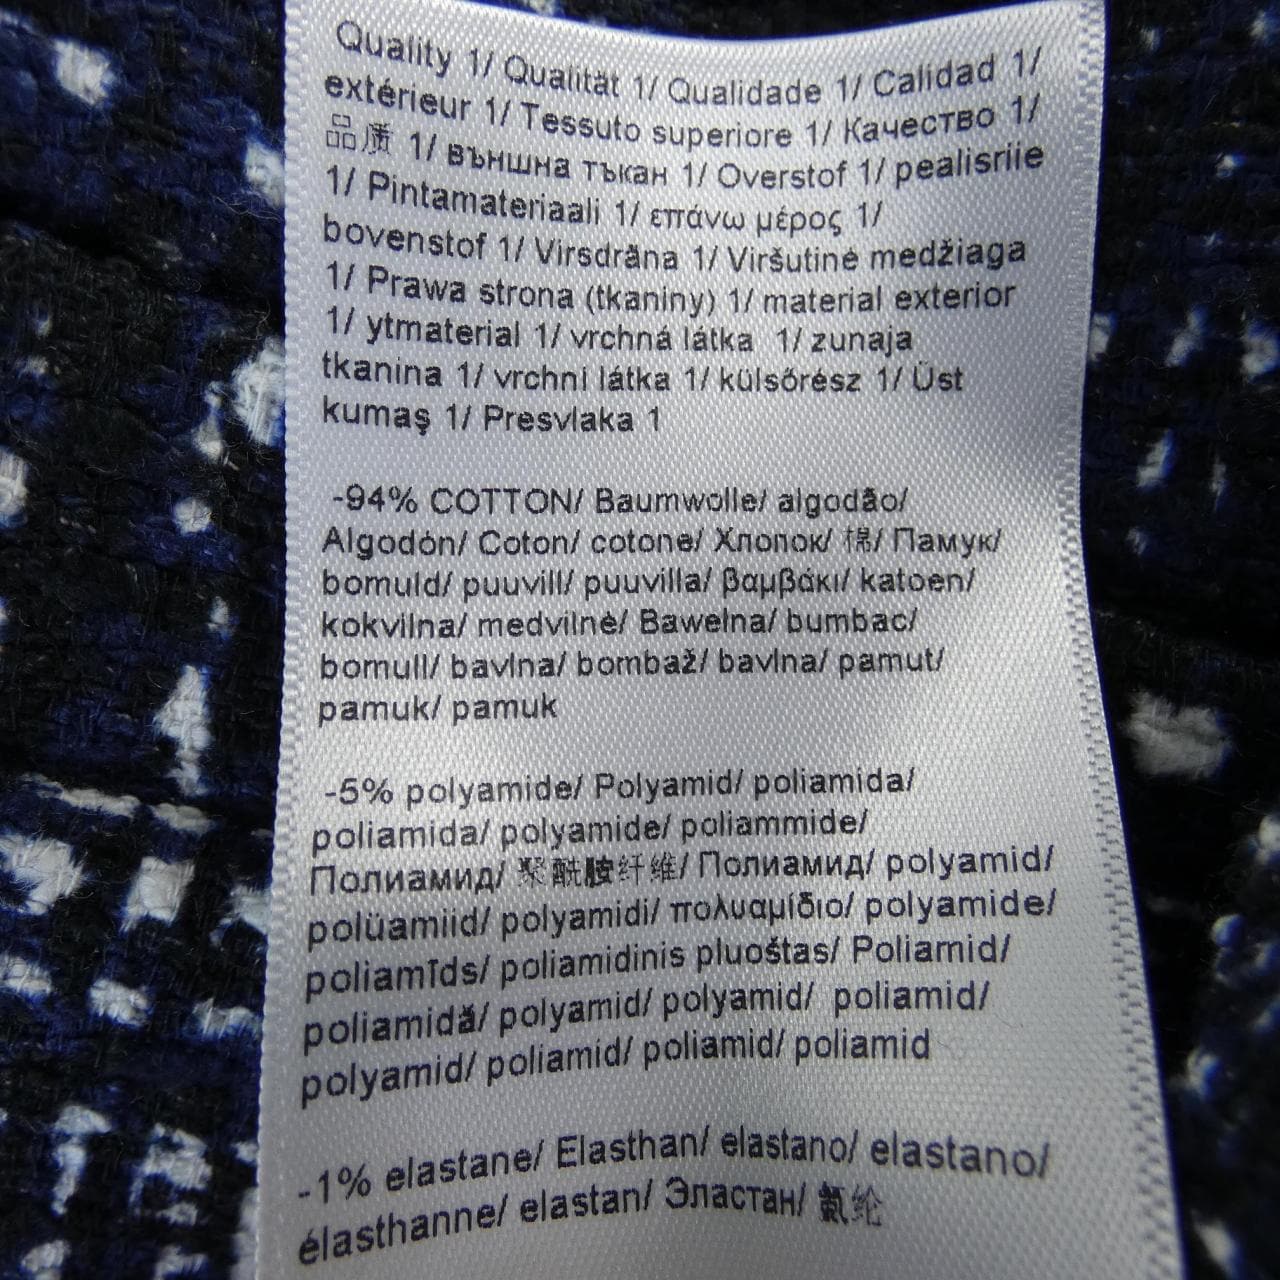 Quality 1/ Qualität 1/ Qualidade 1/ Calidad 1/
extérieur 1/ Tessuto superiore 1/ Качество 1/
品质 1/ външна тъкан 1/ Overstof 1/ pealisriie
1/ Pintamateriaali 1/ επάνω μέρος 1/
bovenstof 1/ Virsdrāna 1/ Viršutinė medžiaga
1/ Prawa strona (tkaniny) 1/ material exterior
1/ ytmaterial 1/ vrchná látka 1/ zunaja
tkanina 1/ vrchní látka 1/ külsőrész 1/ Üst
kumaş 1/ Presvlaka 1
-94% COTTON/ Baumwolle/ algodão/
Algodón/ Coton/ cotone/ Хлопок/ 棉/ Памук/
bomuld/ puuvill/ puuvilla/ βαμβάκι/ katoen/
kokvilna/ medvilnė/ Bawełna/ bumbac/
bomull/ bavlna/ bombaž/ bavlna/ pamut/
pamuk/ pamuk
-5% polyamide/ Polyamid/ poliamida/
poliamida/ polyamide/ poliammide/
Полиамид/ 聚酰胺纤维/ Полиамид/ polyamid/
polüamiid/ polyamidi/ πολυαμίδιο/ polyamide/
poliamīds/ poliamidinis pluoštas/ Poliamid/
poliamidă/ polyamid/ polyamid/ poliamid/
polyamid/ poliamid/ poliamid/ poliamid
-1% elastane/ Elasthan/ elastano/ elastano/
élasthanne/ elastan/ Эластан/ 氨纶